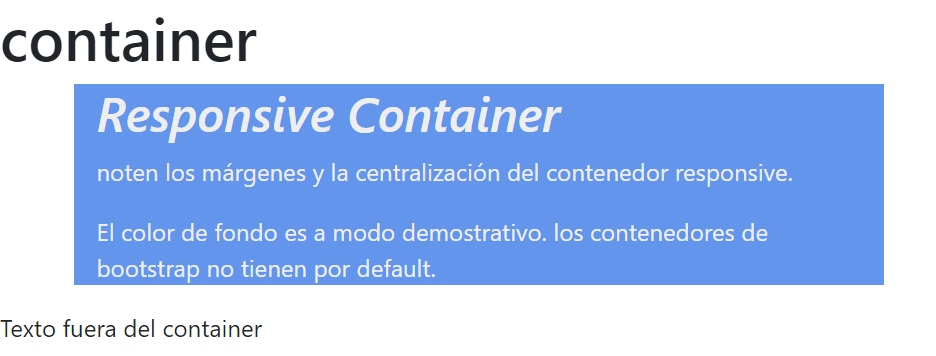 container
Responsive Container
noten los márgenes y la centralización del contenedor responsive.
El color de fondo es a modo demostrativo. los contenedores de
bootstrap no tienen por default.
Texto fuera del container